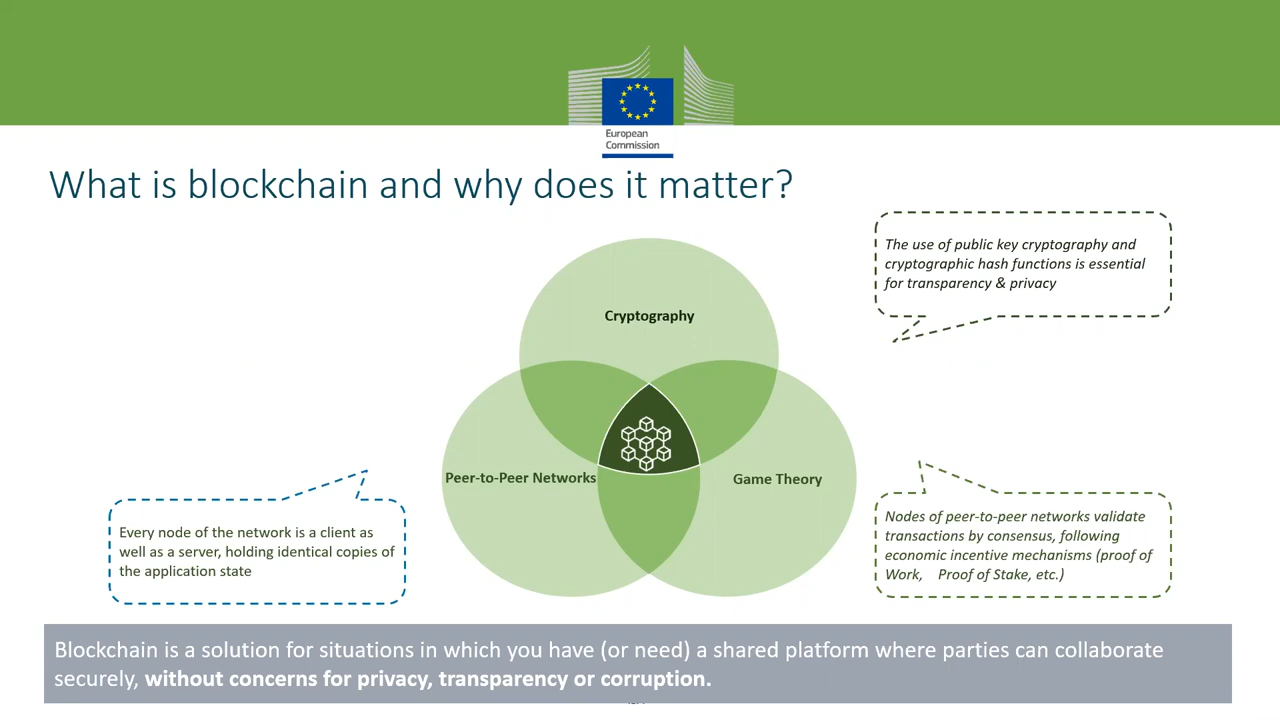 European
Commission
What is blockchain and why does it matter?
The use of public key cryptography and
cryptographic hash functions is essential
for transparency & privacy
Cryptography
Peer-to-Peer Networks
Game Theory
Every node of the network is a client as
well as a server, holding identical copies of
the application state
Nodes of peer-to-peer networks validate
transactions by consensus, following
economic incentive mechanisms (proof of
Work, Proof of Stake, etc.)
Blockchain is a solution for situations in which you have (or need) a shared platform where parties can collaborate
securely, without concerns for privacy, transparency or corruption.